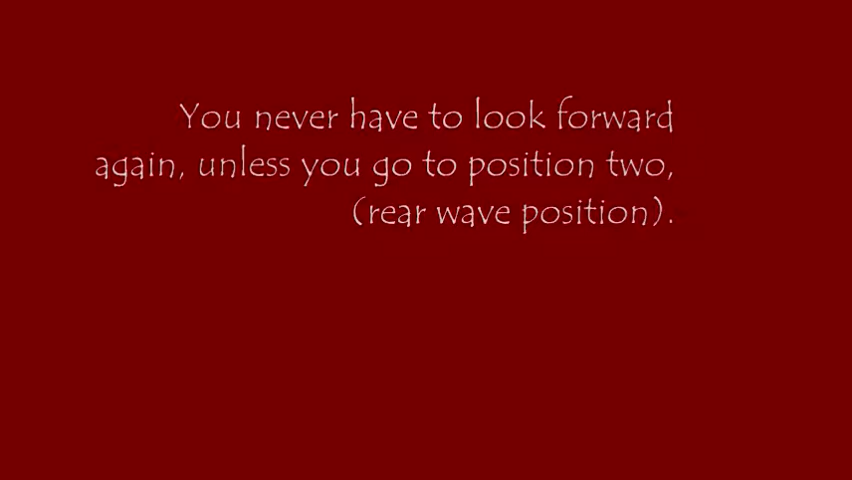 You never have to look forward
again, unless you go to position two,
(rear wave position).